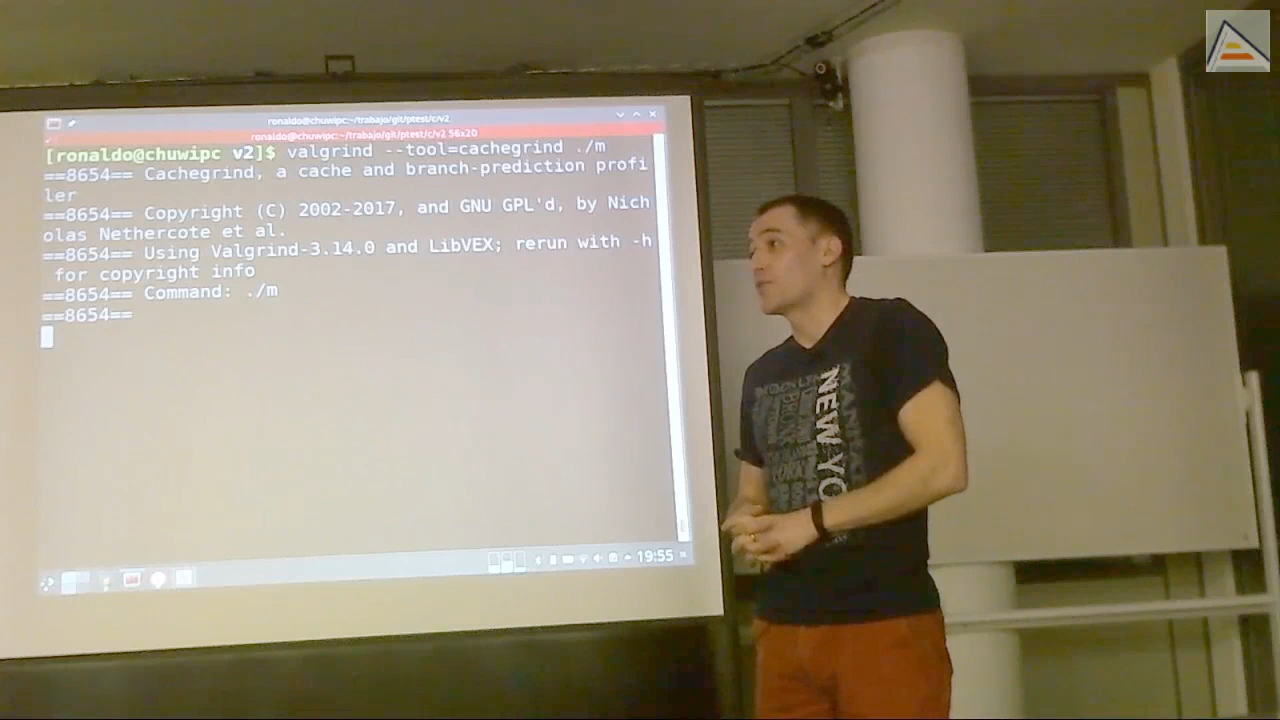 ronaldo@chuwipc:~/trabajo/git/ptest/c/v2
ronaldo@chuwipc:~/trabajo/git/ptest/c/v2 56x20
[ronaldo@chuwipc v2]$ valgrind --tool=cachegrind ./m
==8654== Cachegrind, a cache and branch-prediction profi
ler
==8654== Copyright (C) 2002-2017, and GNU GPL'd, by Nich
olas Nethercote et al.
==8654== Using Valgrind-3.14.0 and LibVEX; rerun with -h
for copyright info
==8654== Command: ./m
==8654==
19:55
NEW YO
BRONX